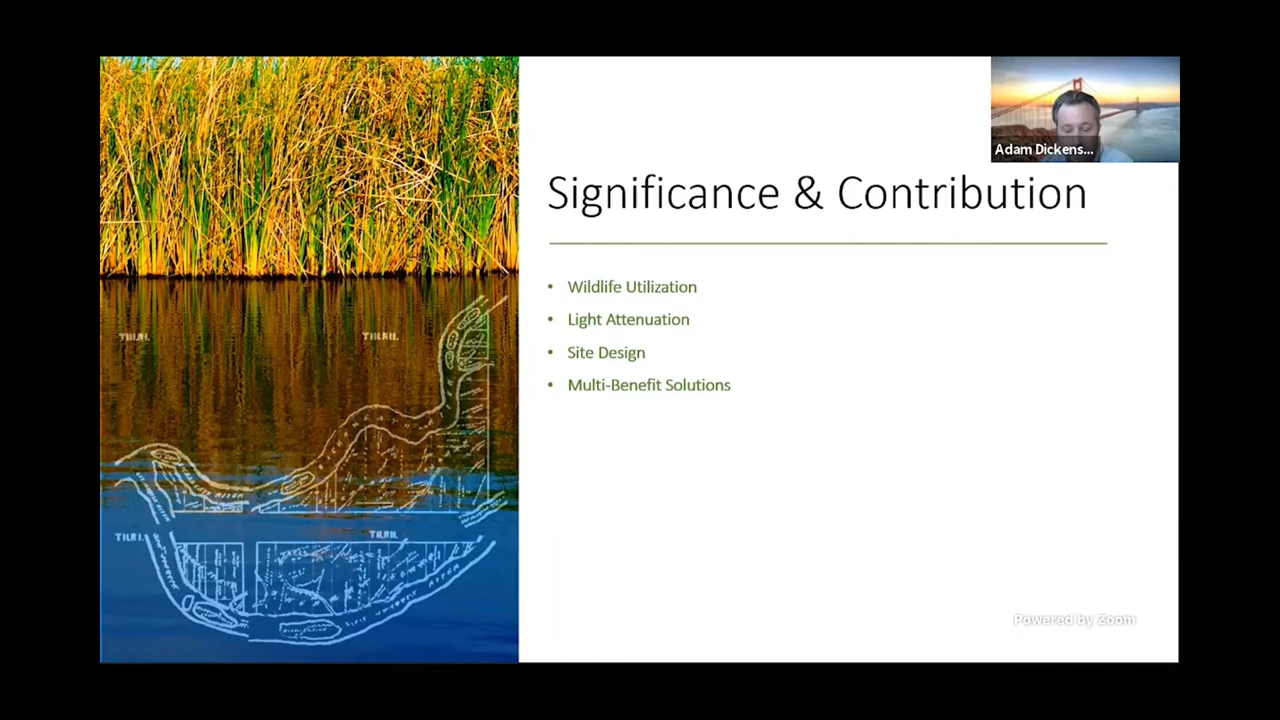 Adam Dickens...
Significance & Contribution
• Wildlife Utilization
• Light Attenuation
• Site Design
• Multi-Benefit Solutions
Powered by Zoom